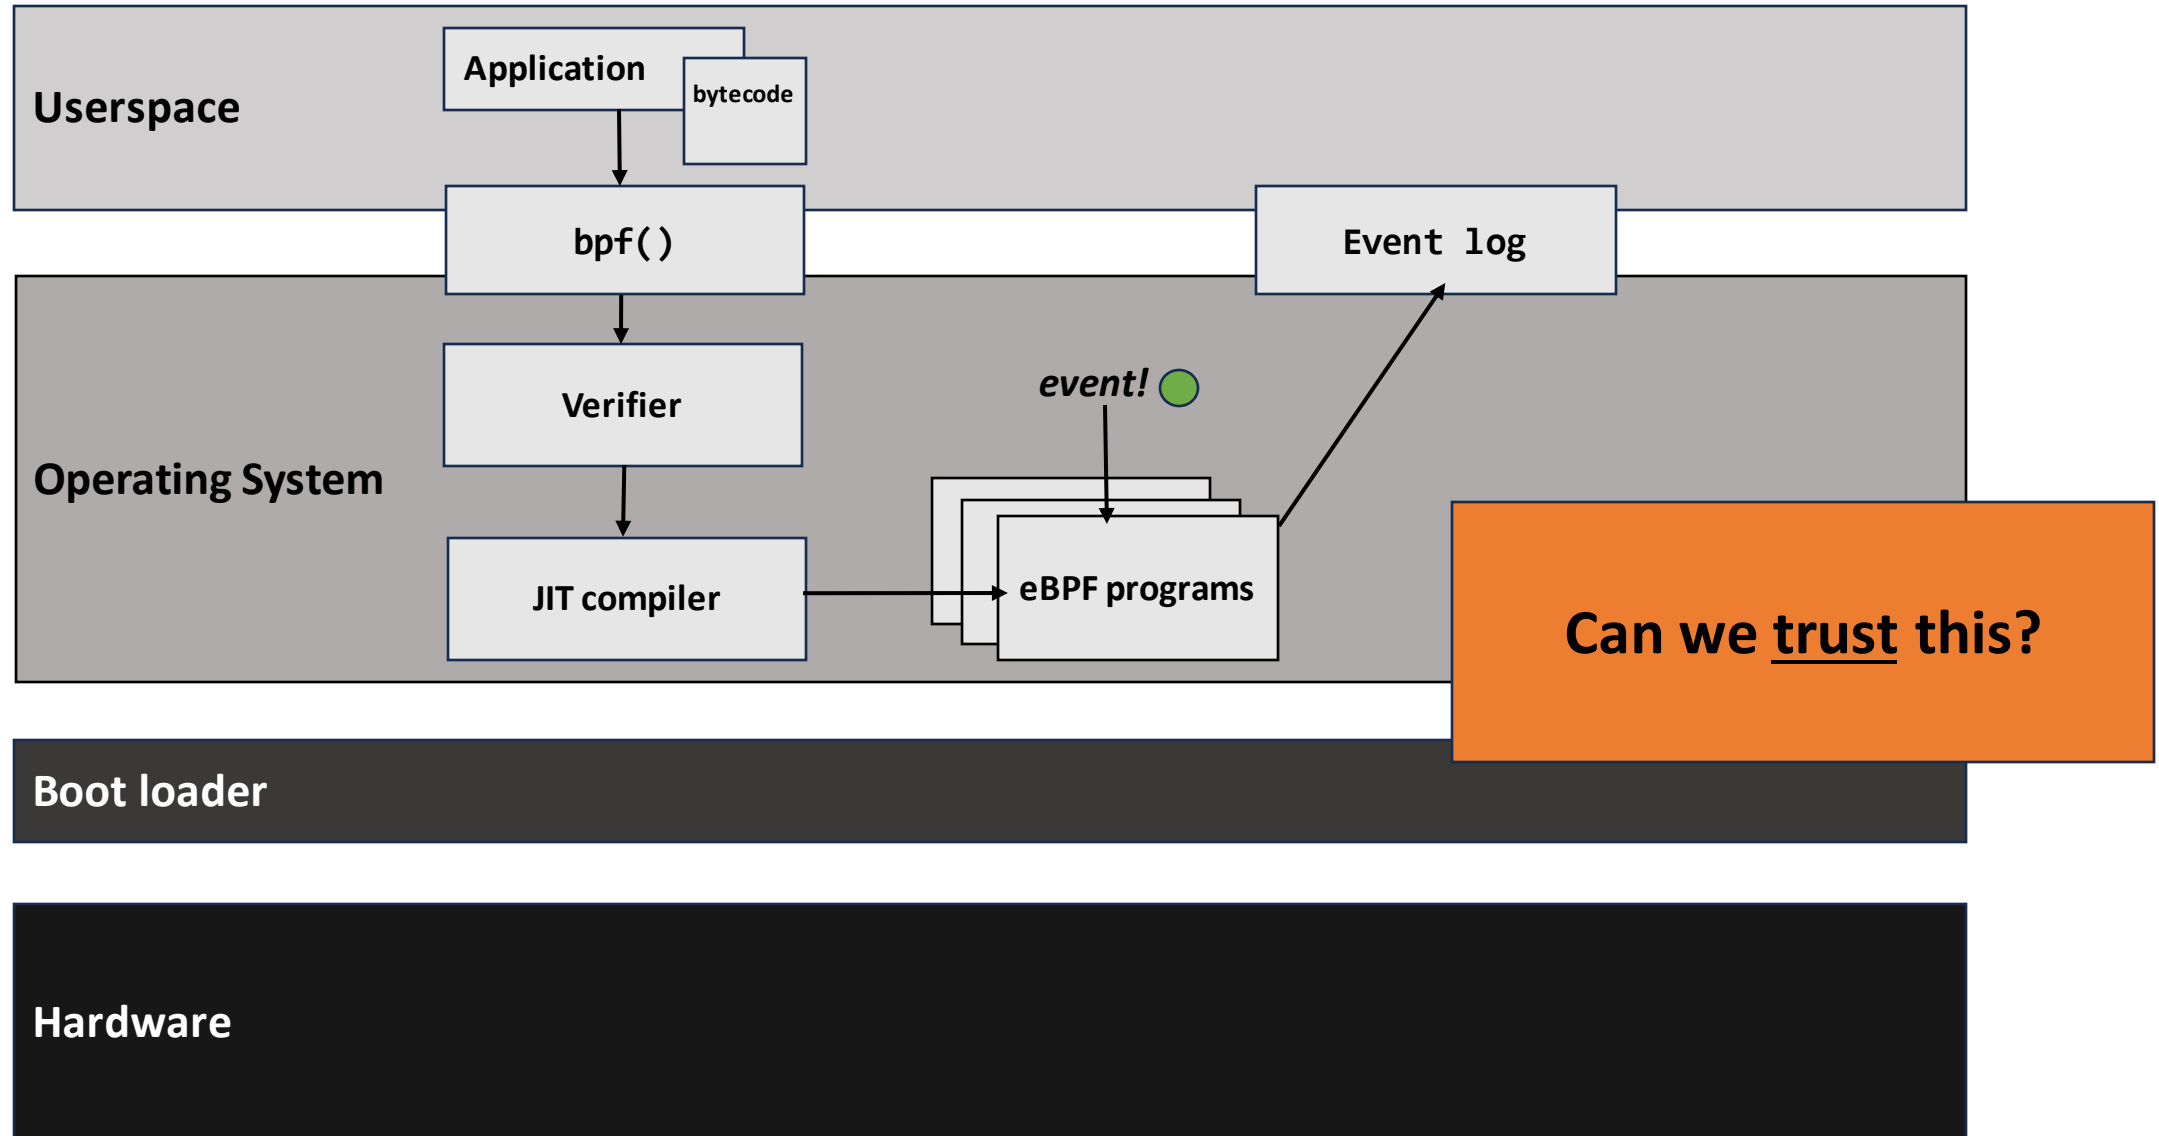 Userspace
Application
bytecode
bpf()
Event log
Operating System
Verifier
event!
JIT compiler
eBPF programs
Can we trust this?
Boot loader
Hardware